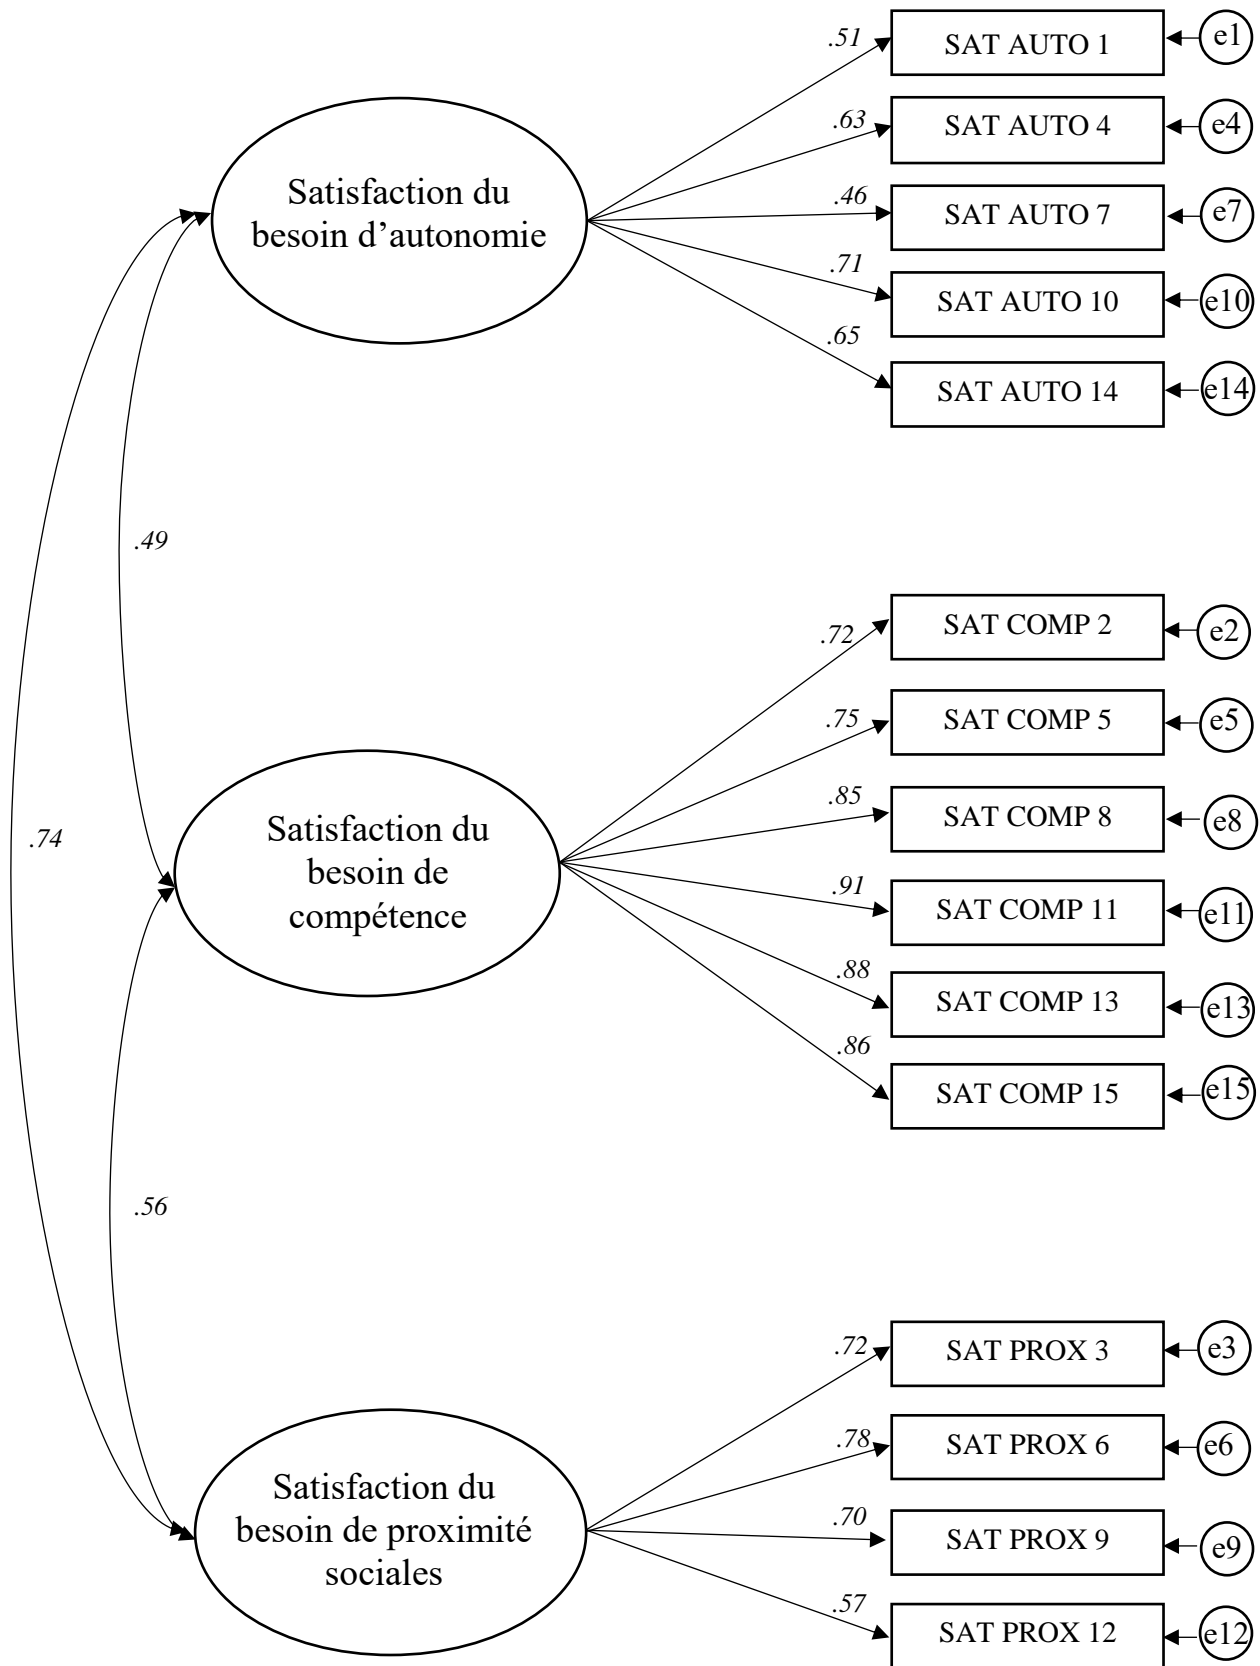 .51
SAT AUTO 1
e1
.63
SAT AUTO 4
e4
Satisfaction du
besoin d’autonomie
.46
SAT AUTO 7
e7
.71
SAT AUTO 10
e10
.65
SAT AUTO 14
e14
.49
.72
SAT COMP 2
e2
.75
SAT COMP 5
e5
.74
Satisfaction du
besoin de
compétence
.85
SAT COMP 8
e8
.91
SAT COMP 11
e11
.88
SAT COMP 13
e13
.86
SAT COMP 15
e15
.56
.72
SAT PROX 3
e3
.78
SAT PROX 6
e6
Satisfaction du
besoin de proximité
sociales
.70
SAT PROX 9
e9
.57
SAT PROX 12
e12